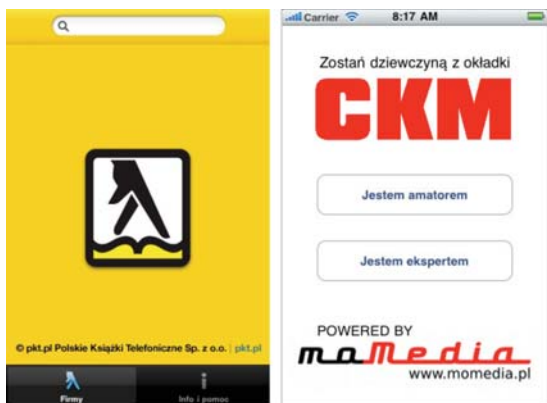 © pkt.pl Polskie Książki Telefoniczne Sp. z o.o. | pkt.pl
Firmy
Info i pomoc
Carrier
8:17 AM
Zostań dziewczyną z okładki
CKM
Jestem amatorem
Jestem ekspertem
POWERED BY
moMedia
www.momedia.pl